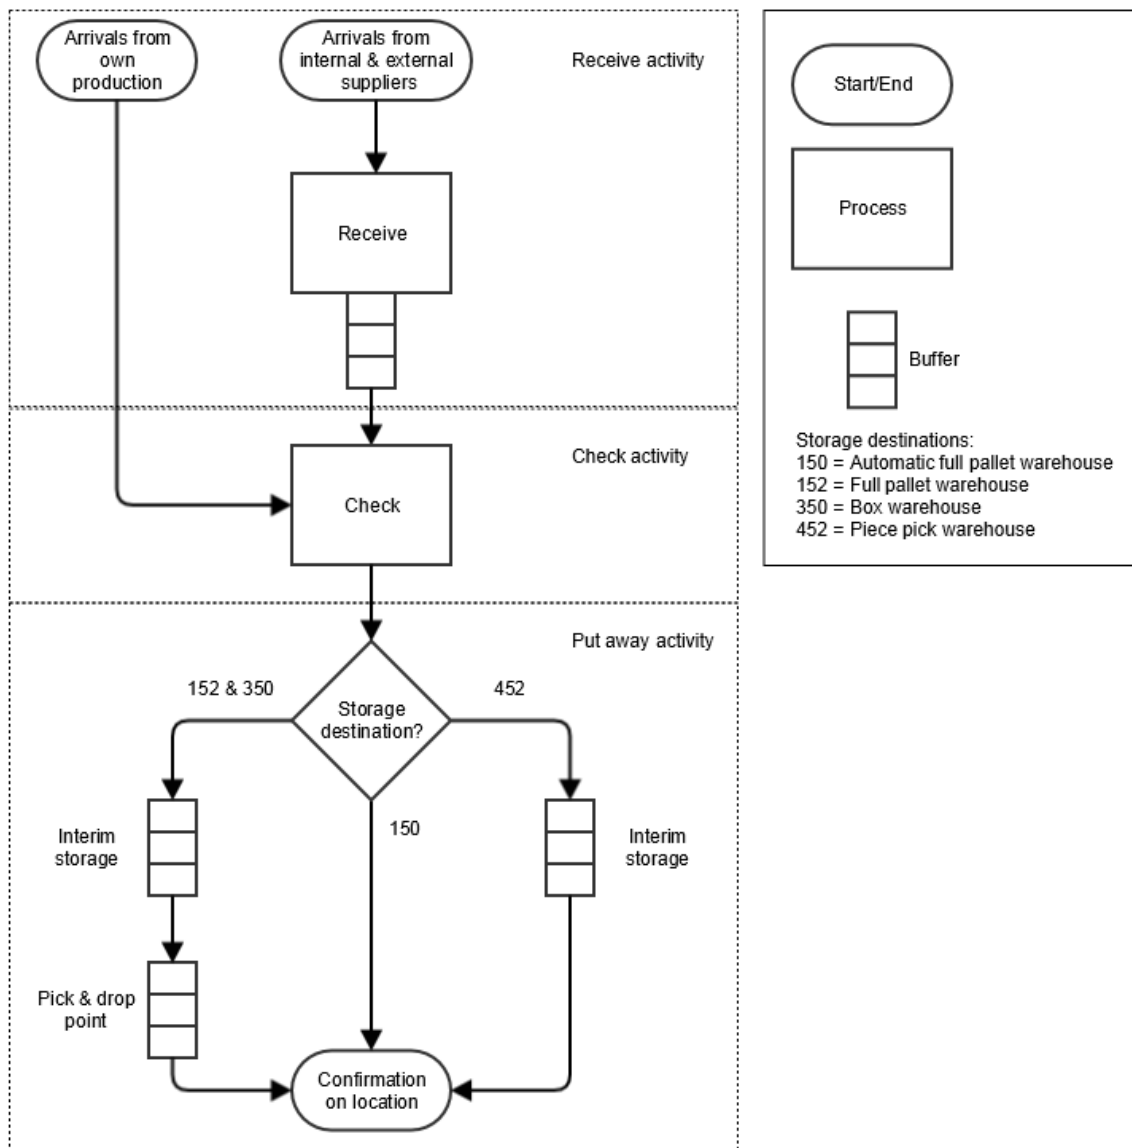 Arrivals from
own
production
Arrivals from
internal & external
suppliers
Receive activity
Receive
Check activity
Check
Put away activity
Storage
destination?
152 & 350
452
150
Interim
storage
Interim
storage
Pick & drop
point
Confirmation
on location
Start/End
Process
Buffer
Storage destinations:
150 = Automatic full pallet warehouse
152 = Full pallet warehouse
350 = Box warehouse
452 = Piece pick warehouse